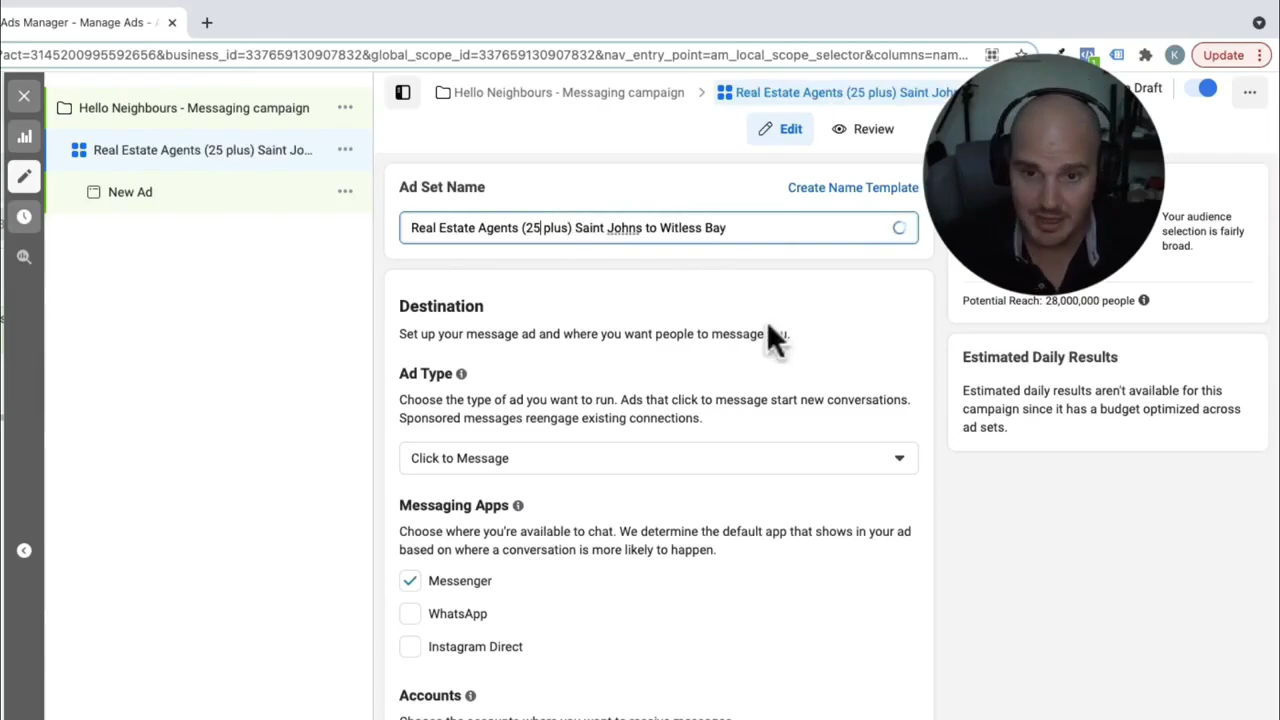 Ads Manager - Manage Ads -
?act=3145200995592656&business_id=337659130907832&global_scope_id=337659130907832&nav_entry_point=am_local_scope_selector&columns=nam...
K
Update
Hello Neighbours - Messaging campaign
Real Estate Agents (25 plus) Saint Jo...
New Ad
Hello Neighbours - Messaging campaign
Real Estate Agents (25 plus) Saint John
Draft
Edit
Review
Ad Set Name
Create Name Template
Real Estate Agents (25 plus) Saint Johns to Witless Bay
Your audience
selection is fairly
broad.
Potential Reach: 28,000,000 people
Destination
Set up your message ad and where you want people to message you.
Ad Type
Choose the type of ad you want to run. Ads that click to message start new conversations.
Sponsored messages reengage existing connections.
Click to Message
Estimated Daily Results
Estimated daily results aren't available for this
campaign since it has a budget optimized across
ad sets.
Messaging Apps
Choose where you're available to chat. We determine the default app that shows in your ad
based on where a conversation is more likely to happen.
Messenger
WhatsApp
Instagram Direct
Accounts